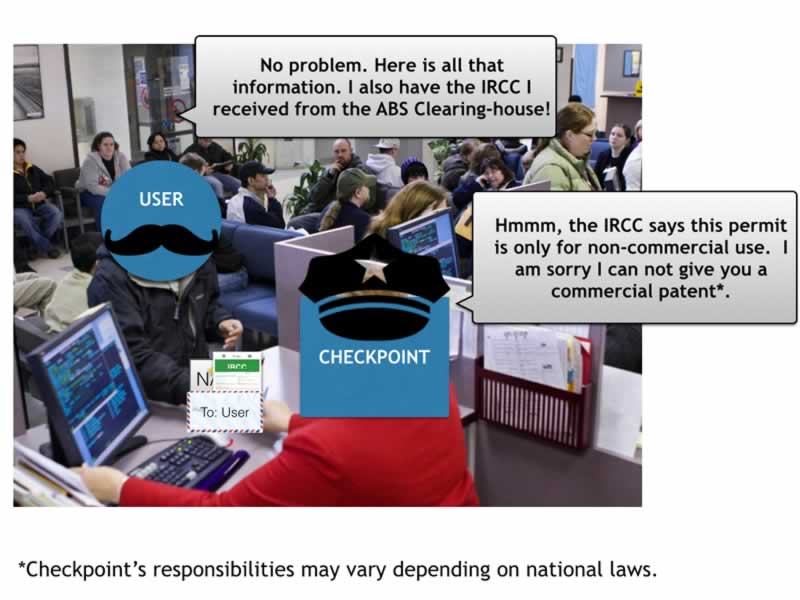 No problem. Here is all that
information. I also have the IRCC I
received from the ABS Clearing-house!
USER
Hmmm, the IRCC says this permit
is only for non-commercial use. I
am sorry I can not give you a
commercial patent*.
CHECKPOINT
IRCC
To: User
*Checkpoint's responsibilities may vary depending on national laws.